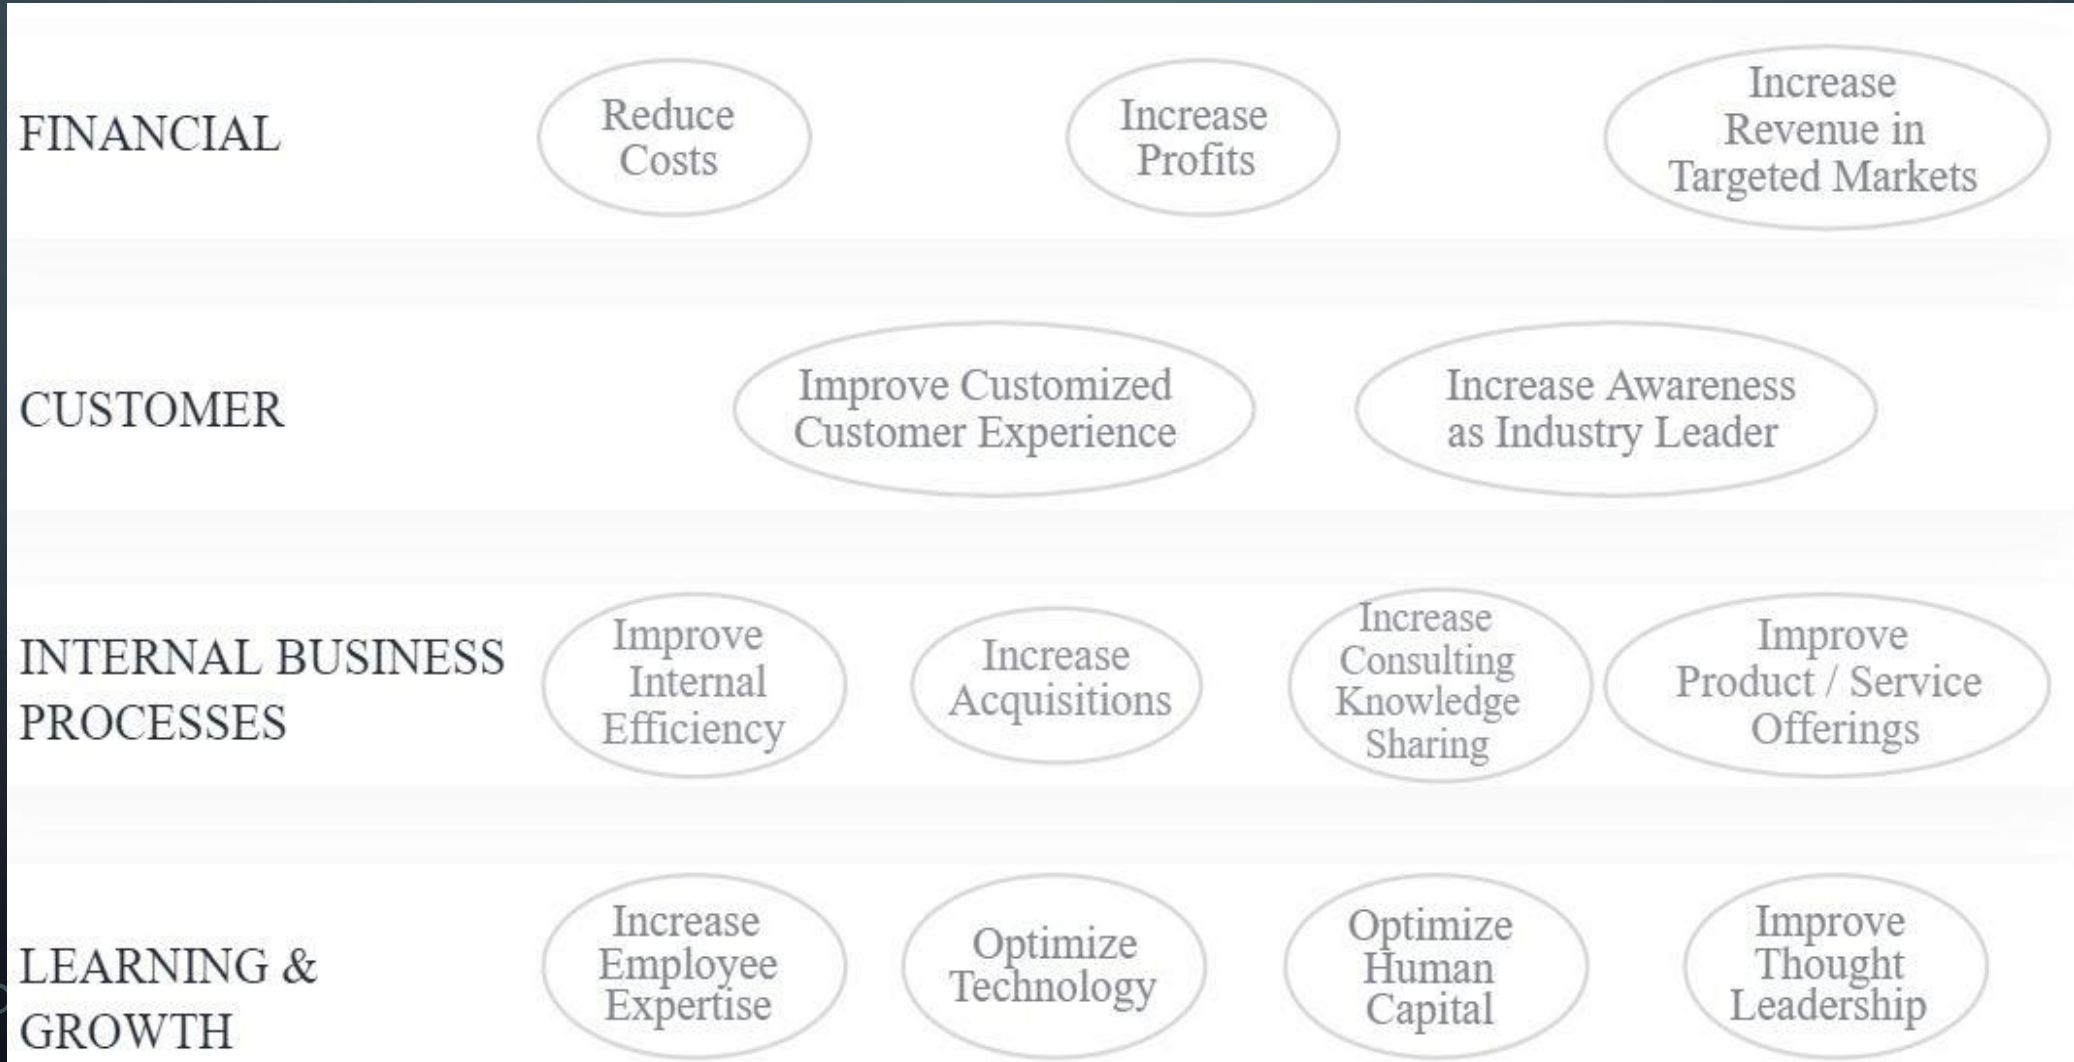 FINANCIAL
Reduce
Costs
Increase
Profits
Increase
Revenue in
Targeted Markets
CUSTOMER
Improve Customized
Customer Experience
Increase Awareness
as Industry Leader
INTERNAL BUSINESS
PROCESSES
Improve
Internal
Efficiency
Increase
Acquisitions
Increase
Consulting
Knowledge
Sharing
Improve
Product / Service
Offerings
LEARNING &
GROWTH
Increase
Employee
Expertise
Optimize
Technology
Optimize
Human
Capital
Improve
Thought
Leadership